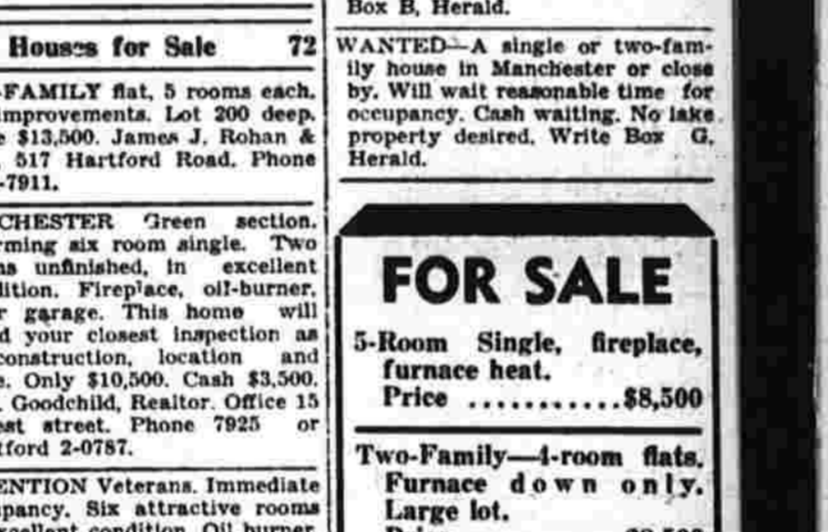 Houses for Sale 72
-FAMILY flat, 5 rooms each.
improvements. Lot 200 deep.
$13,500. James J. Rohan &
517 Hartford Road. Phone
-7911.
CHESTER Green section.
rming six room single. Two
unfinished, in excellent
dition. Fireplace, oil-burner,
garage. This home will
your closest inspection as
construction, location and
Only $10,500. Cash $3,500.
Goodchild, Realtor. Office 15
street. Phone 7925 or
tford 2-0787.
ENTION Veterans. Immediate
pancy. Six attractive rooms
excellent condition. Oil burner,
Box B, Herald.
WANTED—A single or two-fam-
ily house in Manchester or close
by. Will wait reasonable time for
occupancy. Cash waiting. No lake
property desired. Write Box G,
Herald.
FOR SALE
5-Room Single, fireplace,
furnace heat.
Price ...........$8,500
Two-Family—4-room flats.
Furnace down only.
Large lot.